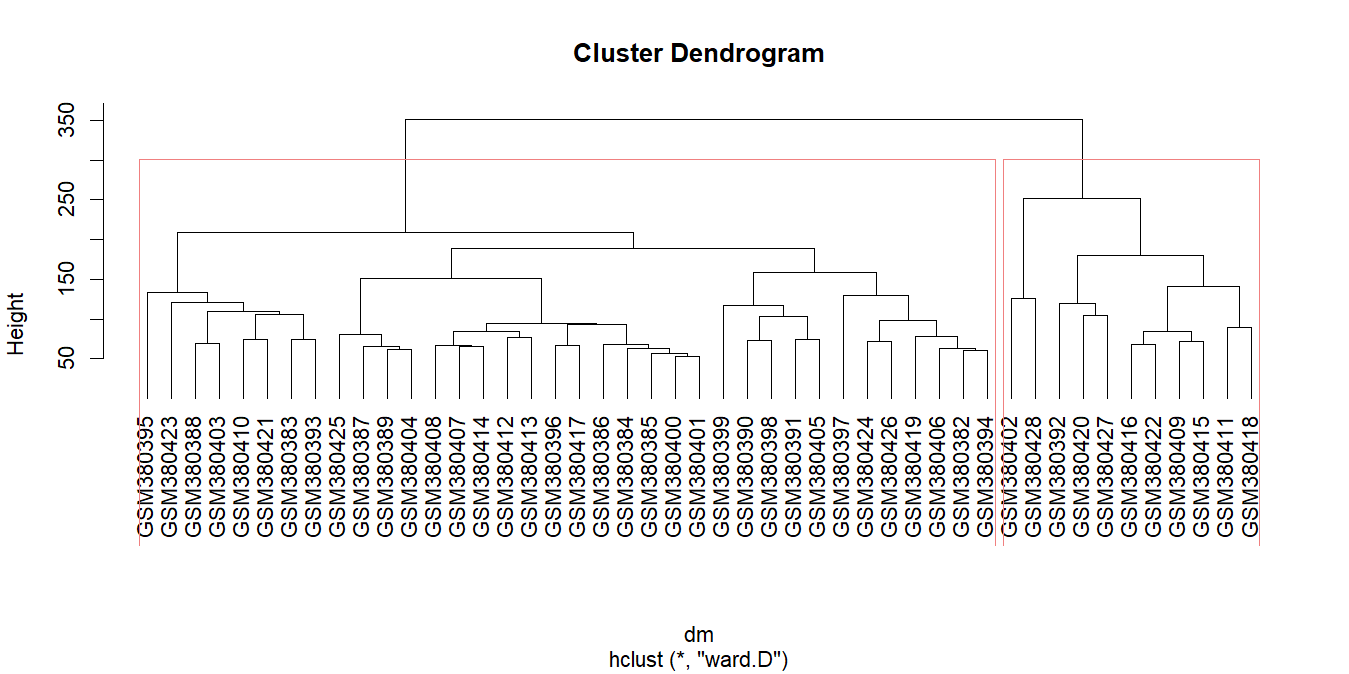 Cluster Dendrogram
Height
350
250
150
50
GSM380395
GSM380423
GSM380388
GSM380403
GSM380410
GSM380421
GSM380383
GSM380393
GSM380425
GSM380387
GSM380389
GSM380404
GSM380408
GSM380407
GSM380414
GSM380412
GSM380413
GSM380396
GSM380417
GSM380386
GSM380384
GSM380385
GSM380400
GSM380401
GSM380399
GSM380390
GSM380398
GSM380391
GSM380405
GSM380397
GSM380424
GSM380426
GSM380419
GSM380406
GSM380382
GSM380394
GSM380402
GSM380428
GSM380392
GSM380420
GSM380427
GSM380416
GSM380422
GSM380409
GSM380415
GSM380411
GSM380418
dm
hclust (*, "ward.D")